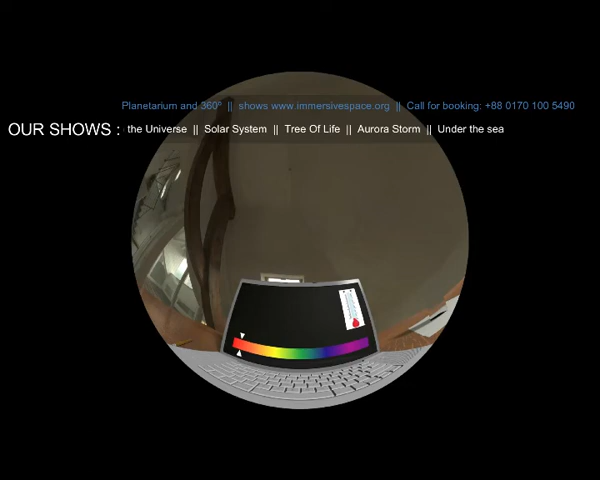 Planetarium and 360° || shows www.immersivespace.org || Call for booking: +88 0170 100 5490
OUR SHOWS : the Universe || Solar System || Tree Of Life || Aurora Storm || Under the sea